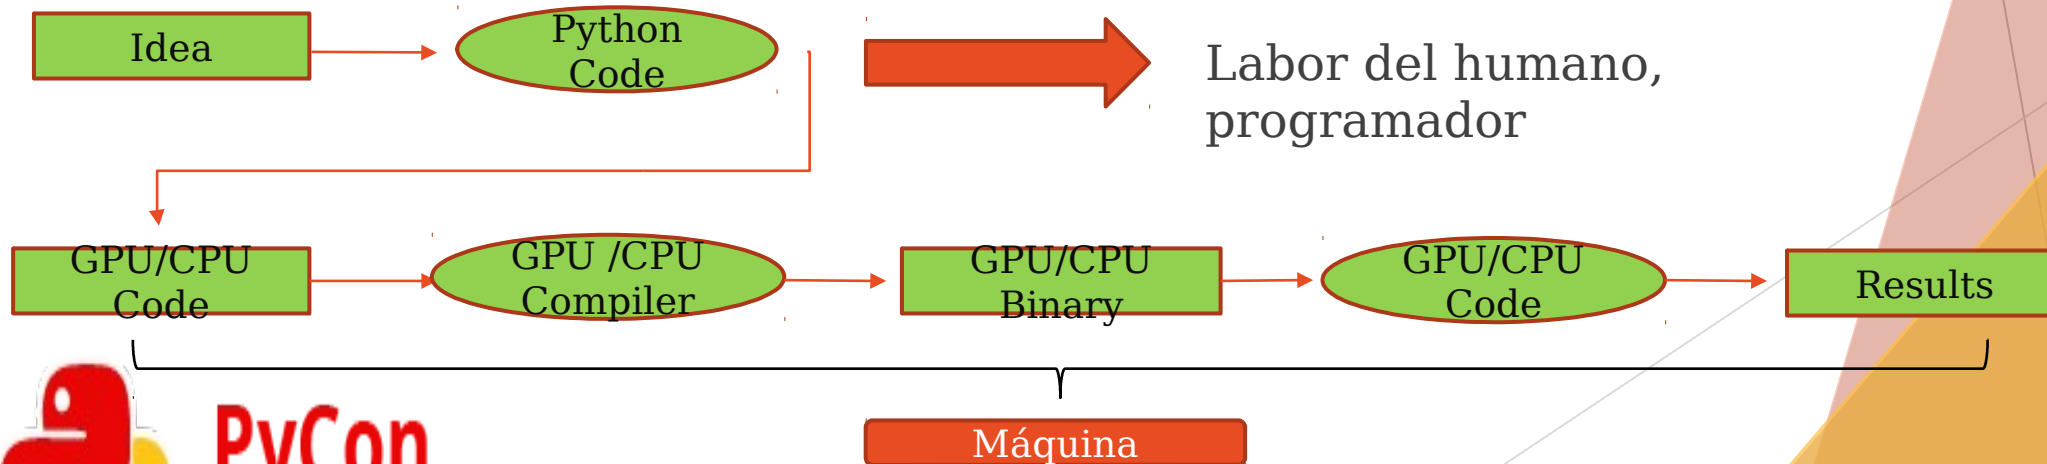 Idea
Python
Code
Labor del humano,
programador
GPU/CPU
Code
GPU /CPU
Compiler
GPU/CPU
Binary
GPU/CPU
Code
Results
PyCon
Máquina